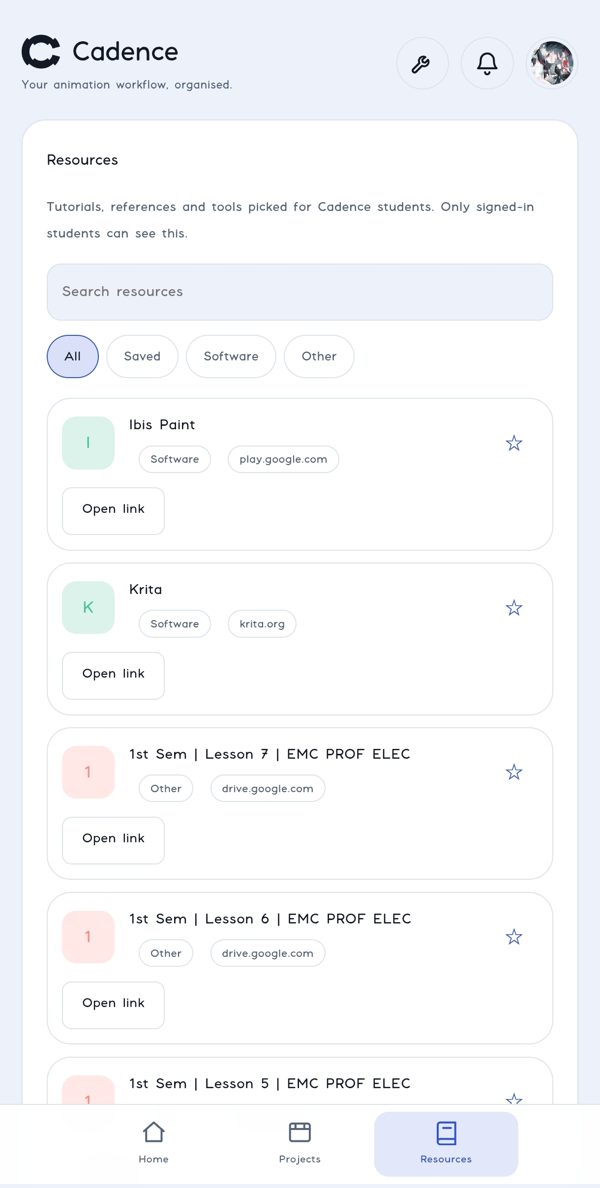 Cadence
Your animation workflow, organised.
Resources
Tutorials, references and tools picked for Cadence students. Only signed-in
students can see this.
Search resources
All
Saved
Software
Other
I
Ibis Paint
Software
play.google.com
Open link
K
Krita
Software
krita.org
Open link
1
1st Sem | Lesson 7 | EMC PROF ELEC
Other
drive.google.com
Open link
1
1st Sem | Lesson 6 | EMC PROF ELEC
Other
drive.google.com
Open link
1
1st Sem | Lesson 5 | EMC PROF ELEC
Home
Projects
Resources